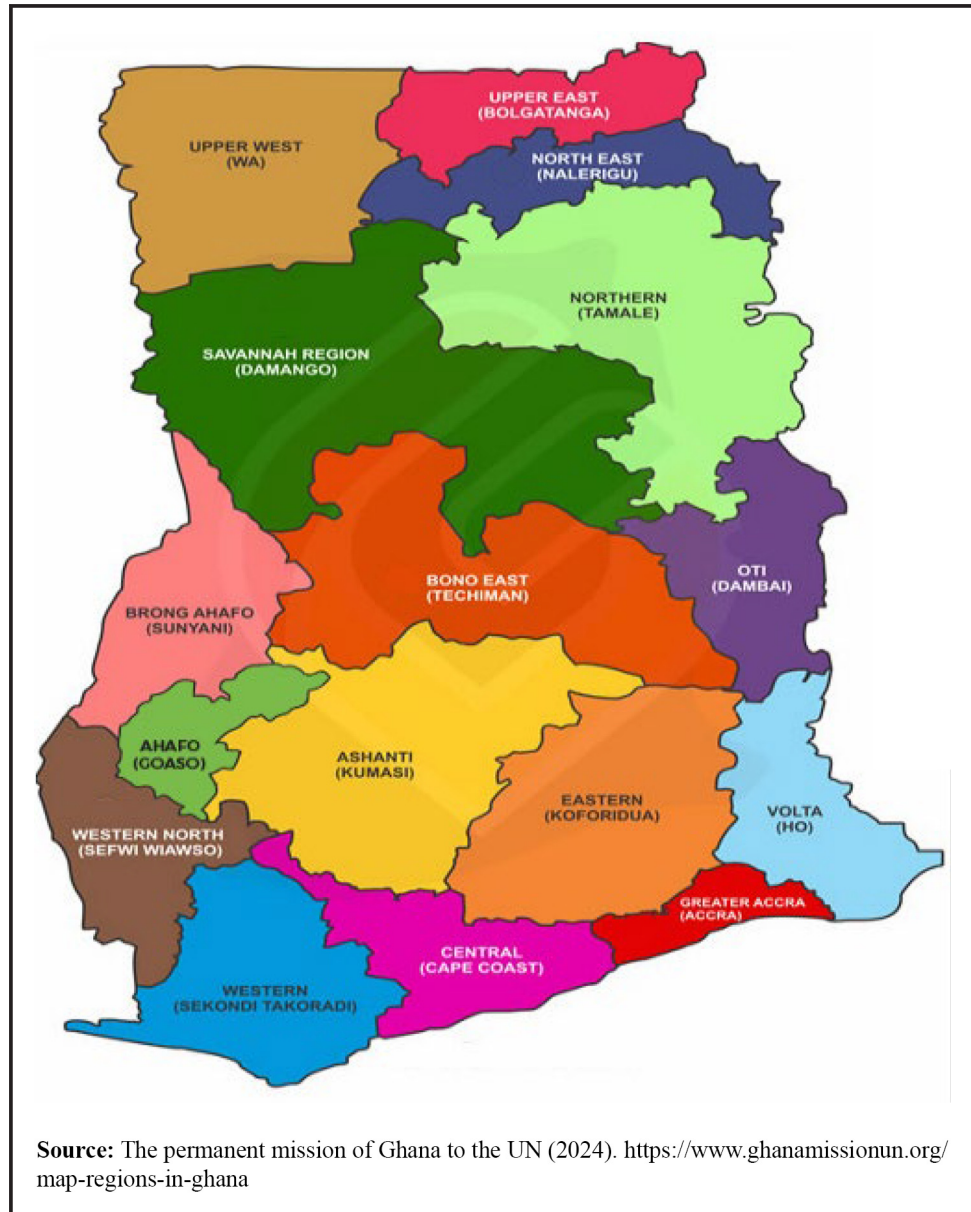 UPPER EAST
(BOLGATANGA)
UPPER WEST
(WA)
NORTH EAST
(NALERIGU)
NORTHERN
(TAMALE)
SAVANNAH REGION
(DAMANGO)
OTI
(DAMBAI)
BONO EAST
(TECHIMAN)
BRONG AHAFO
(SUNYANI)
AHAFO
(GOASO)
ASHANTI
(KUMASI)
EASTERN
(KOFORIDUA)
VOLTA
(HO)
WESTERN NORTH
(SEFWI WIAWSO)
GREATER ACCRA
(ACCRA)
CENTRAL
(CAPE COAST)
WESTERN
(SEKONDI TAKORADI)
Source: The permanent mission of Ghana to the UN (2024). https://www.ghanamissionun.org/
map-regions-in-ghana